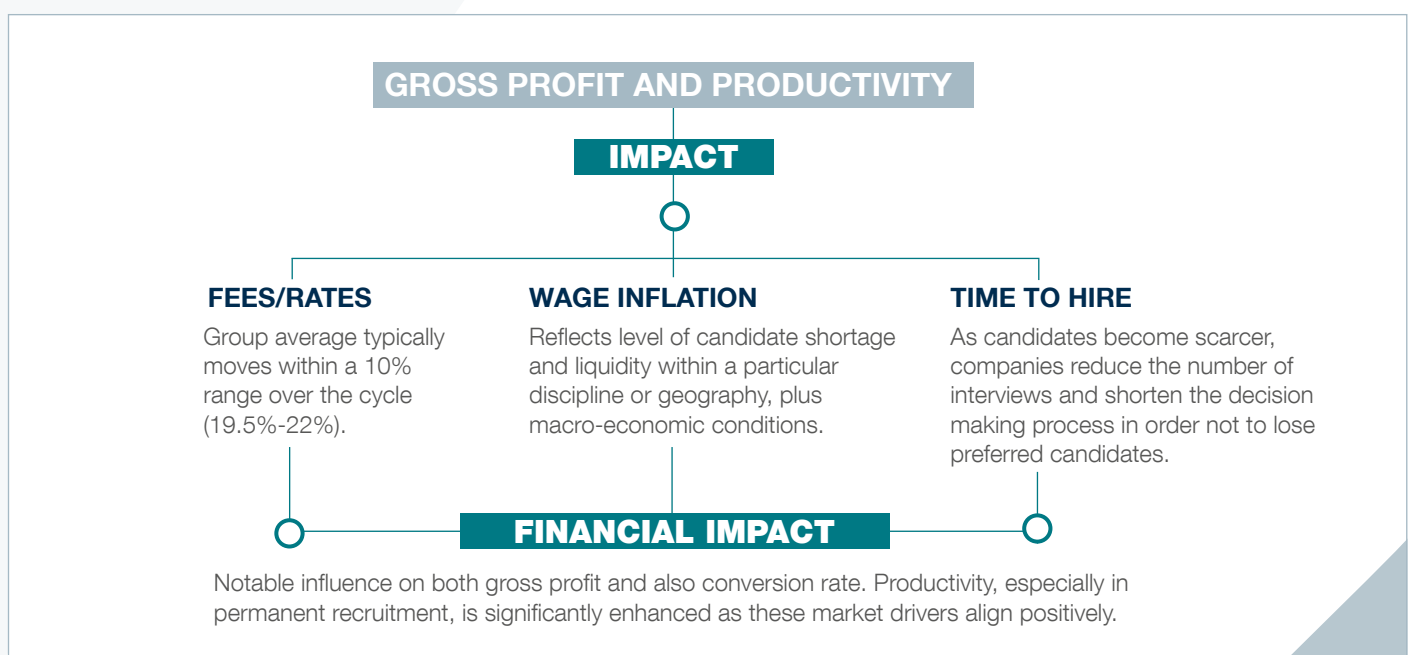 GROSS PROFIT AND PRODUCTIVITY
IMPACT
FEES/RATES
Group average typically
moves within a 10%
range over the cycle
(19.5%-22%).
WAGE INFLATION
Reflects level of candidate shortage
and liquidity within a particular
discipline or geography, plus
macro-economic conditions.
TIME TO HIRE
As candidates become scarcer,
companies reduce the number of
interviews and shorten the decision
making process in order not to lose
preferred candidates.
FINANCIAL IMPACT
Notable influence on both gross profit and also conversion rate. Productivity, especially in
permanent recruitment, is significantly enhanced as these market drivers align positively.